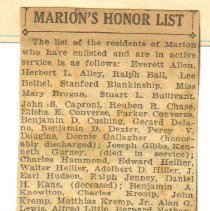 MARION'S HONOR LIST
The list of the residents of Marion
who have enlisted and are in active
service is as follows: Everett Allen,
Herbert L. Alley, Ralph Ball, Lee
Bethel, Stanford Blankinship, Miss
Mary Brogan, Stuart L. Bullivant,
John S. Caproni, Reuben R. Chase,
Elisha S. Converse, Parker Converse,
Benjamin D. Cushing, Gerard Dels-
no, Benjamin D. Dexter, Percy V.
Douglas, Dennis Gallagher (honor-
ably discharged); Joseph Gibbs, Ken-
neth Gurney, (died in service);
Charles Hammond, Edward Hellier,
Walter Hellier, Adelbert D. Hiller, J.
Earl Hudson, Ralph Jenney, Daniel
H. Kane, (deceased); Benjamin A.
Knowlton, Charles Kremp, John
Kremp, Matthias Kremp, Jr., Alan G.
Lewis, Alfred Little,